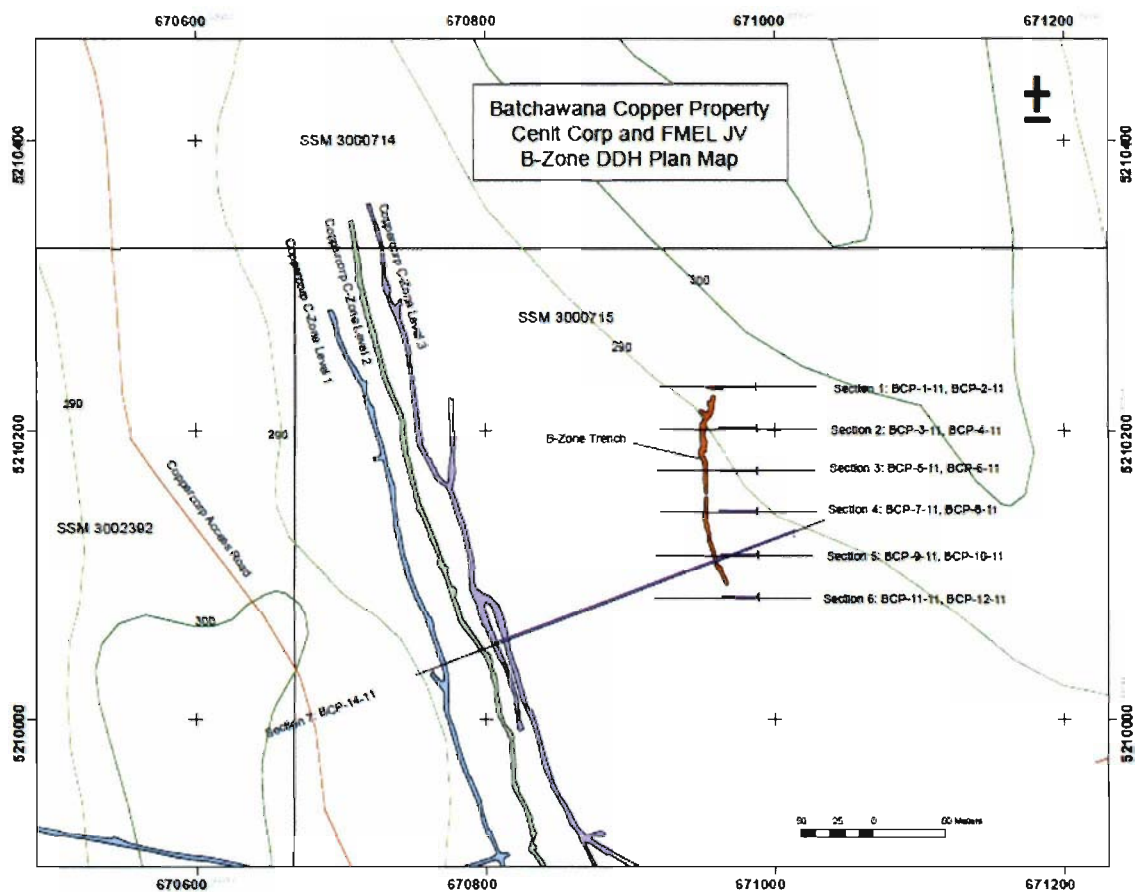 670600
670800
671000
671200
Batchawana Copper Property
Cenit Corp and FMEL JV
B-Zone DDH Plan Map
5210400
5210400
SSM 3000714
Coppercorp C-Zone Level 3
Coppercorp C-Zone Level 2
Coppercorp C-Zone Level 1
300
SSM 3000715
290
290
290
Section 1: BCP-1-11, BCP-2-11
5210200
5210200
Section 2: BCP-3-11, BCP-4-11
B-Zone Trench
Section 3: BCP-5-11, BCP-6-11
Section 4: BCP-7-11, BCP-8-11
SSM 3002392
Coppercorp Access Road
Section 5: BCP-9-11, BCP-10-11
Section 6: BCP-11-11, BCP-12-11
300
Section 7: BCP-14-11
5210000
5210000
50 25 0 50 Meters
670600
670800
671000
671200